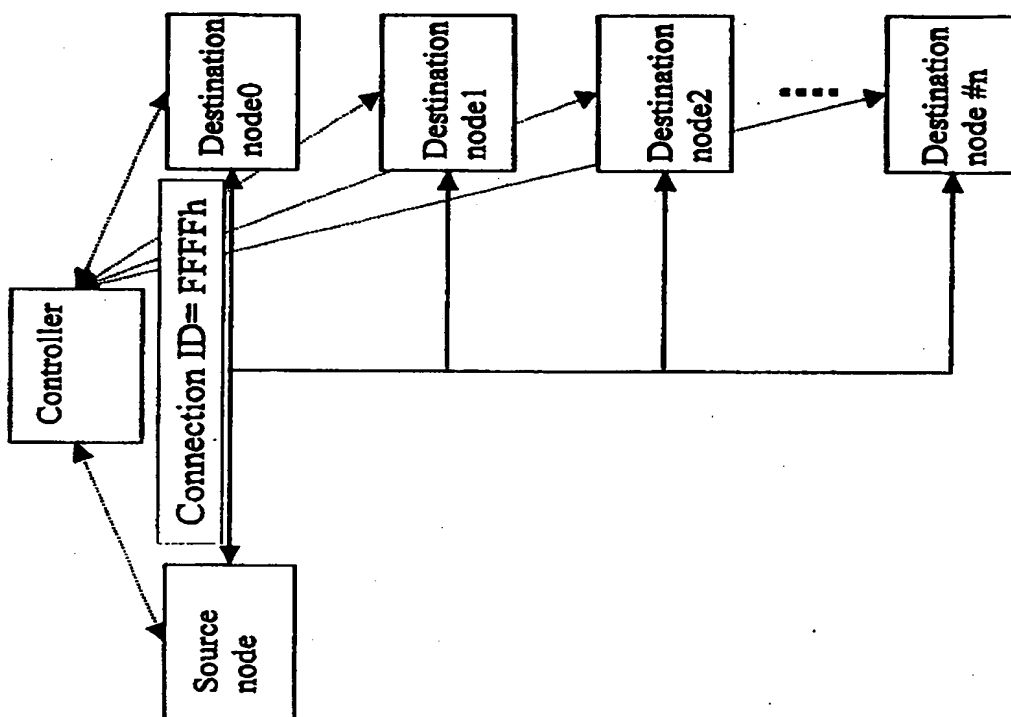 Controller
Source
node
Connection ID= FFFFh
Destination
node0
Destination
node1
Destination
node2
Destination
node #n